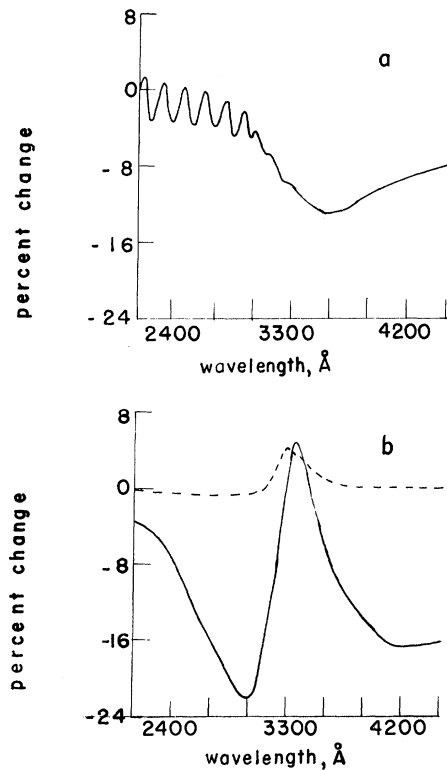 8
a
0
- 8
-16
-24
2400 3300 4200
wavelength, Å
percent change
8
b
0
-8
-16
-24
2400 3300 4200
wavelength, Å
percent change